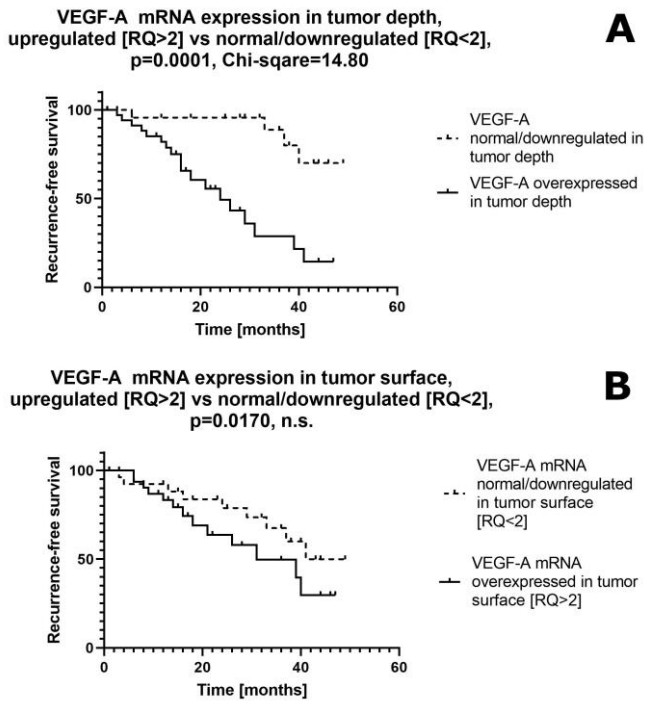 VEGF-A mRNA expression in tumor depth,
upregulated [RQ>2] vs normal/downregulated [RQ<2],
p=0.0001, Chi-sqare=14.80
A
Recurrence-free survival
100
50
0
0 20 40 60
Time [months]
VEGF-A
normal/downregulated in
tumor depth
VEGF-A overexpressed
in tumor depth
VEGF-A mRNA expression in tumor surface,
upregulated [RQ>2] vs normal/downregulated [RQ<2],
p=0.0170, n.s.
B
Recurrence-free survival
100
50
0
0 20 40 60
Time [months]
VEGF-A mRNA
normal/downregulated
in tumor surface
[RQ<2]
VEGF-A mRNA
overexpressed in tumor
surface [RQ>2]